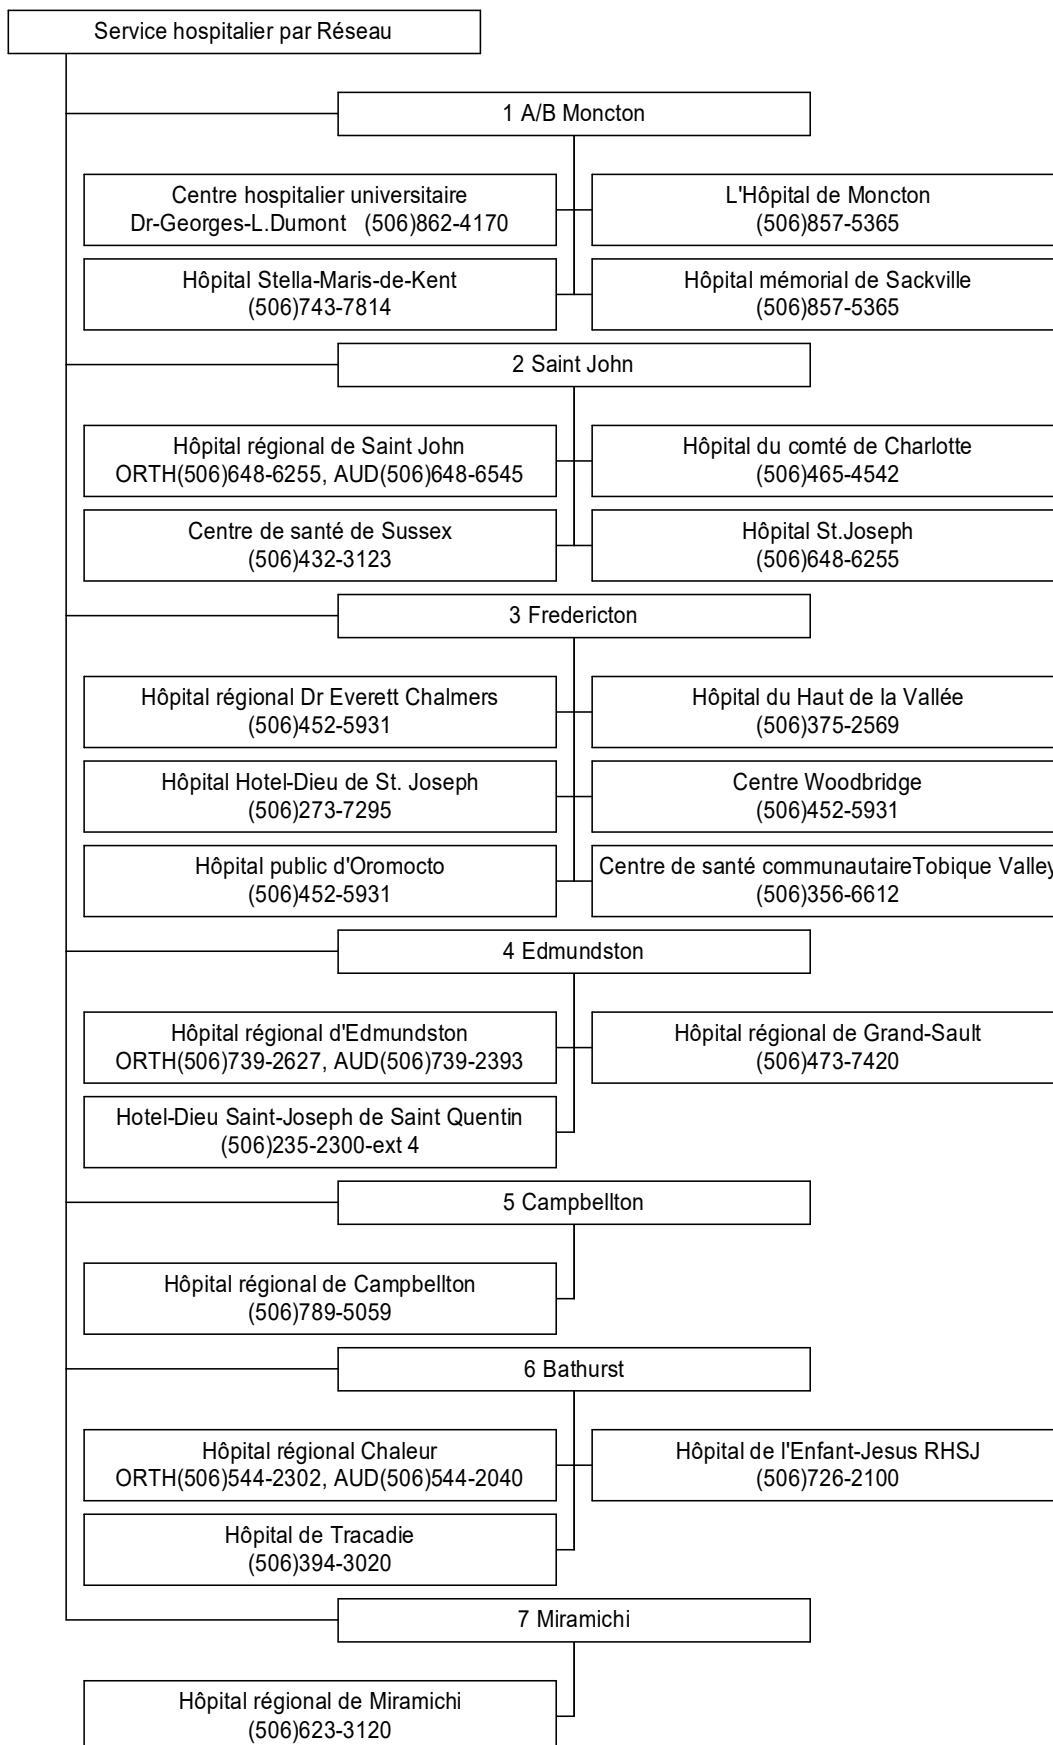 Service hospitalier par Réseau
1 A/B Moncton
Centre hospitalier universitaire
Dr-Georges-L.Dumont (506)862-4170
L'Hôpital de Moncton
(506)857-5365
Hôpital Stella-Maris-de-Kent
(506)743-7814
Hôpital mémorial de Sackville
(506)857-5365
2 Saint John
Hôpital régional de Saint John
ORTH(506)648-6255, AUD(506)648-6545
Hôpital du comté de Charlotte
(506)465-4542
Centre de santé de Sussex
(506)432-3123
Hôpital St.Joseph
(506)648-6255
3 Fredericton
Hôpital régional Dr Everett Chalmers
(506)452-5931
Hôpital du Haut de la Vallée
(506)375-2569
Hôpital Hotel-Dieu de St. Joseph
(506)273-7295
Centre Woodbridge
(506)452-5931
Hôpital public d'Oromocto
(506)452-5931
Centre de santé communautaireTobique Valley
(506)356-6612
4 Edmundston
Hôpital régional d'Edmundston
ORTH(506)739-2627, AUD(506)739-2393
Hôpital régional de Grand-Sault
(506)473-7420
Hotel-Dieu Saint-Joseph de Saint Quentin
(506)235-2300-ext 4
5 Campbellton
Hôpital régional de Campbellton
(506)789-5059
6 Bathurst
Hôpital régional Chaleur
ORTH(506)544-2302, AUD(506)544-2040
Hôpital de l'Enfant-Jesus RHSJ
(506)726-2100
Hôpital de Tracadie
(506)394-3020
7 Miramichi
Hôpital régional de Miramichi
(506)623-3120